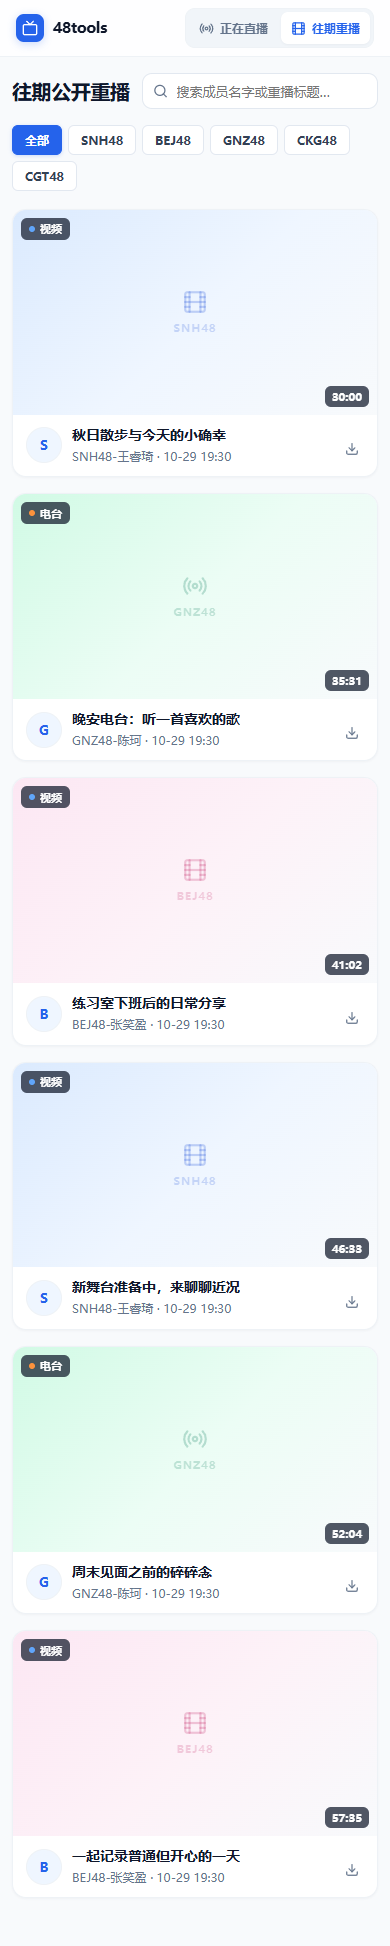 48tools
正在直播
往期重播
往期公开重播
搜索成员名字或重播标题...
全部
SNH48
BEJ48
GNZ48
CKG48
CGT48
视频
SNH48
30:00
S
秋日散步与今天的小确幸
SNH48-王睿琦 · 10-29 19:30
电台
GNZ48
35:31
G
晚安电台：听一首喜欢的歌
GNZ48-陈珂 · 10-29 19:30
视频
BEJ48
41:02
B
练习室下班后的日常分享
BEJ48-张笑盈 · 10-29 19:30
视频
SNH48
46:33
S
新舞台准备中，来聊聊近况
SNH48-王睿琦 · 10-29 19:30
电台
GNZ48
52:04
G
周末见面之前的碎碎念
GNZ48-陈珂 · 10-29 19:30
视频
BEJ48
57:35
B
一起记录普通但开心的一天
BEJ48-张笑盈 · 10-29 19:30